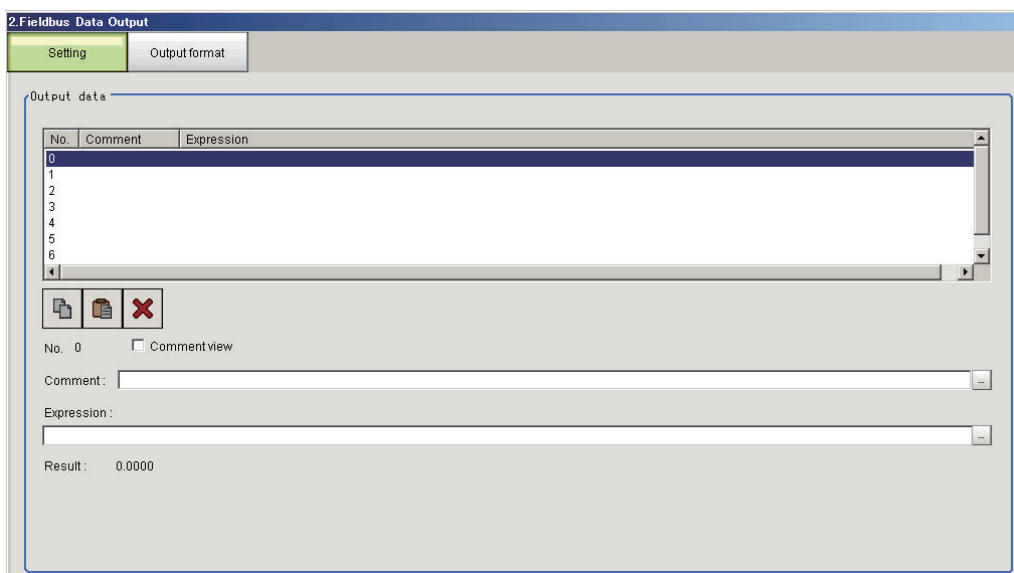 2.Fieldbus Data Output
Setting Output format
Output data
No. Comment Expression
0
1
2
3
4
5
6
No. 0 Comment view
Comment : ...
Expression :
...
Result : 0.0000